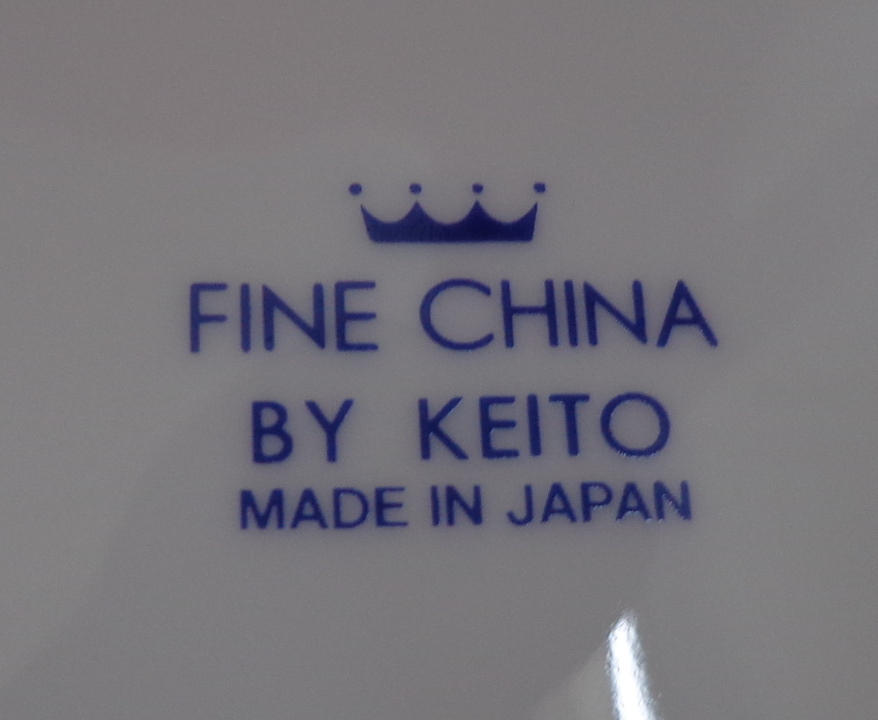 FINE CHINA
BY KEITO
MADE IN JAPAN